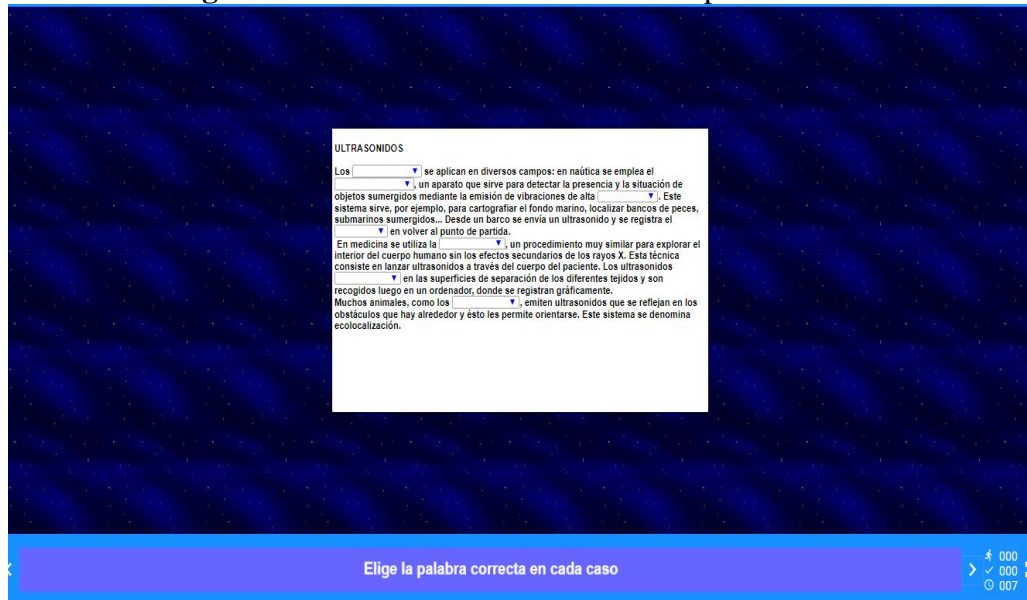 ULTRASONIDOS
Los ▼ se aplican en diversos campos: en naútica se emplea el
▼, un aparato que sirve para detectar la presencia y la situación de
objetos sumergidos mediante la emisión de vibraciones de alta ▼. Este
sistema sirve, por ejemplo, para cartografiar el fondo marino, localizar bancos de peces,
submarinos sumergidos... Desde un barco se envía un ultrasonido y se registra el
▼ en volver al punto de partida.
En medicina se utiliza la ▼, un procedimiento muy similar para explorar el
interior del cuerpo humano sin los efectos secundarios de los rayos X. Esta técnica
consiste en lanzar ultrasonidos a través del cuerpo del paciente. Los ultrasonidos
▼ en las superficies de separación de los diferentes tejidos y son
recogidos luego en un ordenador, donde se registran gráficamente.
Muchos animales, como los ▼, emiten ultrasonidos que se reflejan en los
obstáculos que hay alrededor y ésto les permite orientarse. Este sistema se denomina
ecolocalización.
Elige la palabra correcta en cada caso
000
000
007